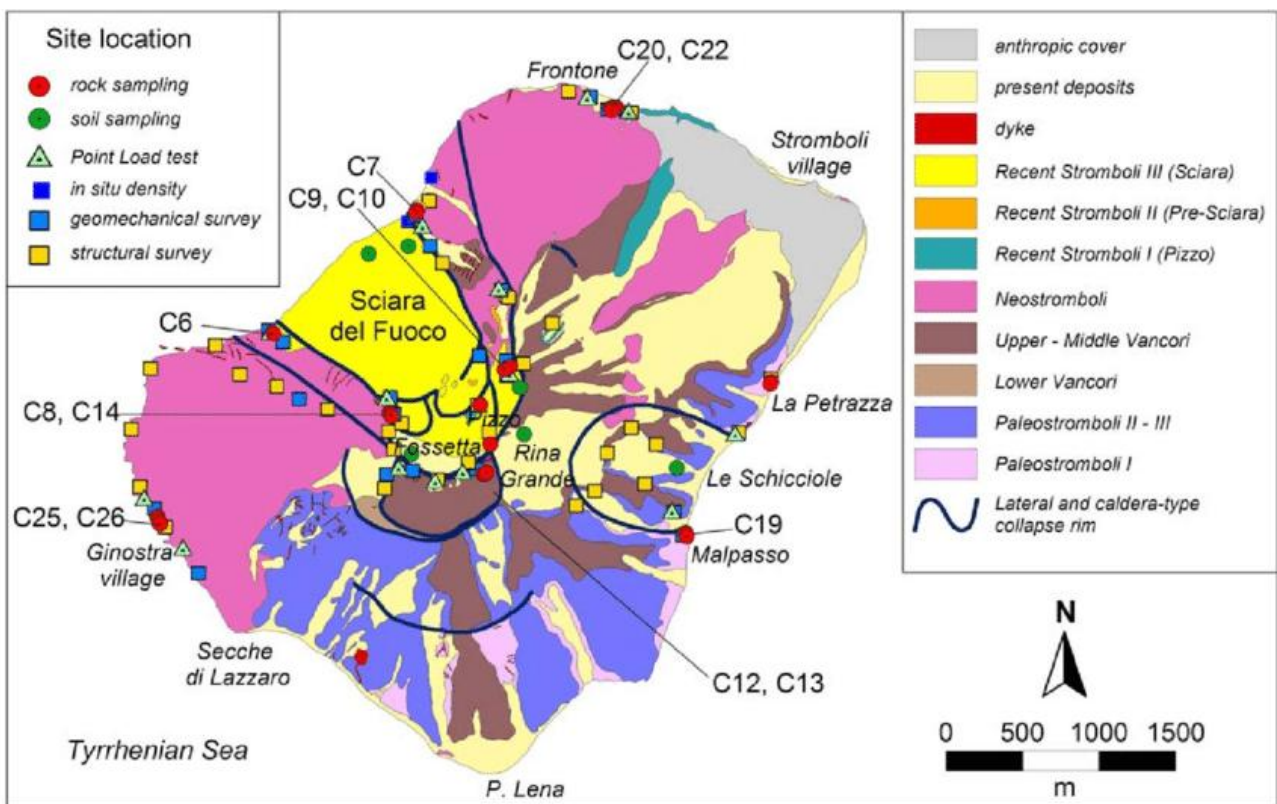 Site location
rock sampling
soil sampling
Point Load test
in situ density
geomechanical survey
structural survey
C20, C22
Frontone
Stromboli
village
C7
C9, C10
Sciara
del Fuoco
C6
La Petrazza
C8, C14
Pizzo
Fossetta
Rina
Grande
Le Schicciole
C25, C26
Ginostra
village
C19
Malpasso
Secche
di Lazzaro
C12, C13
Tyrrhenian Sea
P. Lena
anthropic cover
present deposits
dyke
Recent Stromboli III (Sciara)
Recent Stromboli II (Pre-Sciara)
Recent Stromboli I (Pizzo)
Neostromboli
Upper - Middle Vancori
Lower Vancori
Paleostromboli II - III
Paleostromboli I
Lateral and caldera-type
collapse rim
N
0 500 1000 1500
m